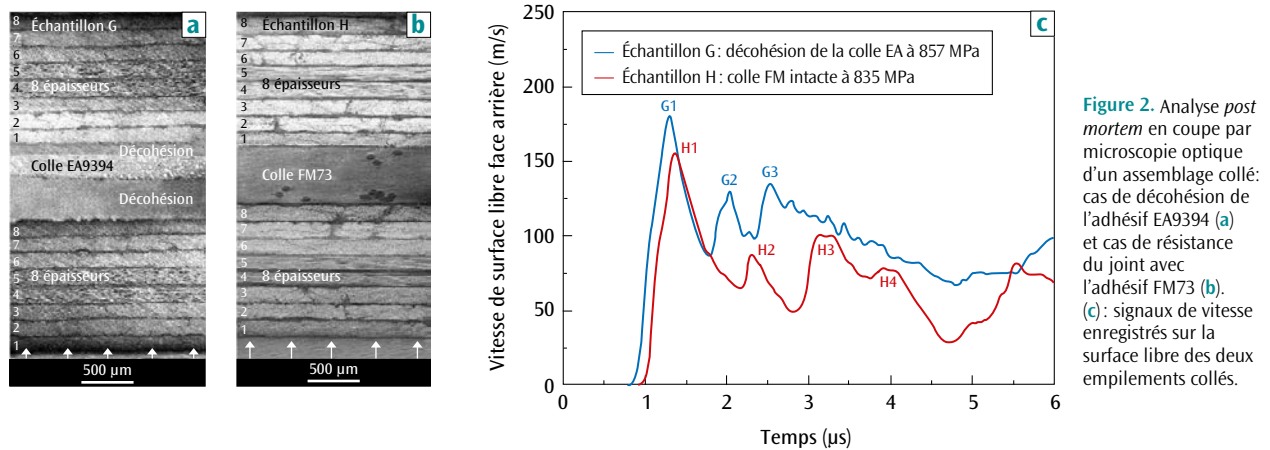 a
Échantillon G
8
7
6
5
4
3
2
1
8 épaisseurs
Décohésion
Colle EA9394
Décohésion
8
7
6
5
4
3
2
1
8 épaisseurs
500 µm
b
Échantillon H
8
7
6
5
4
3
2
1
8 épaisseurs
Colle FM73
8
7
6
5
4
3
2
1
8 épaisseurs
500 µm
c
Vitesse de surface libre face arrière (m/s)
250
200
150
100
50
0
Échantillon G : décohésion de la colle EA à 857 MPa
Échantillon H : colle FM intacte à 835 MPa
G1
H1
G2
G3
H2
H3
H4
0 1 2 3 4 5 6
Temps (µs)
Figure 2. Analyse post
mortem en coupe par
microscopie optique
d'un assemblage collé:
cas de décohésion de
l'adhésif EA9394 (a)
et cas de résistance
du joint avec
l'adhésif FM73 (b).
(c) : signaux de vitesse
enregistrés sur la
surface libre des deux
empilements collés.